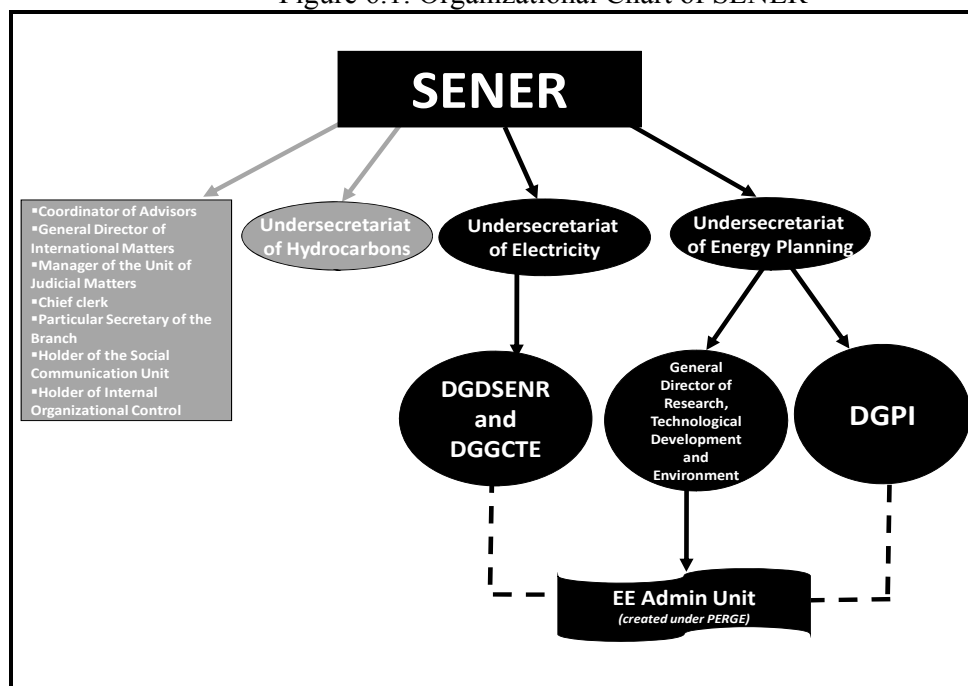 Figure 6.1: Organizational Chart of SENER
SENER
▪Coordinator of Advisors
▪General Director of
International Matters
▪Manager of the Unit of
Judicial Matters
▪Chief clerk
▪Particular Secretary of the
Branch
▪Holder of the Social
Communication Unit
▪Holder of Internal
Organizational Control
Undersecretariat
of Hydrocarbons
Undersecretariat
of Electricity
Undersecretariat
of Energy Planning
DGDSENR
and
DGGCTE
General
Director of
Research,
Technological
Development
and
Environment
DGPI
EE Admin Unit
(created under PERGE)